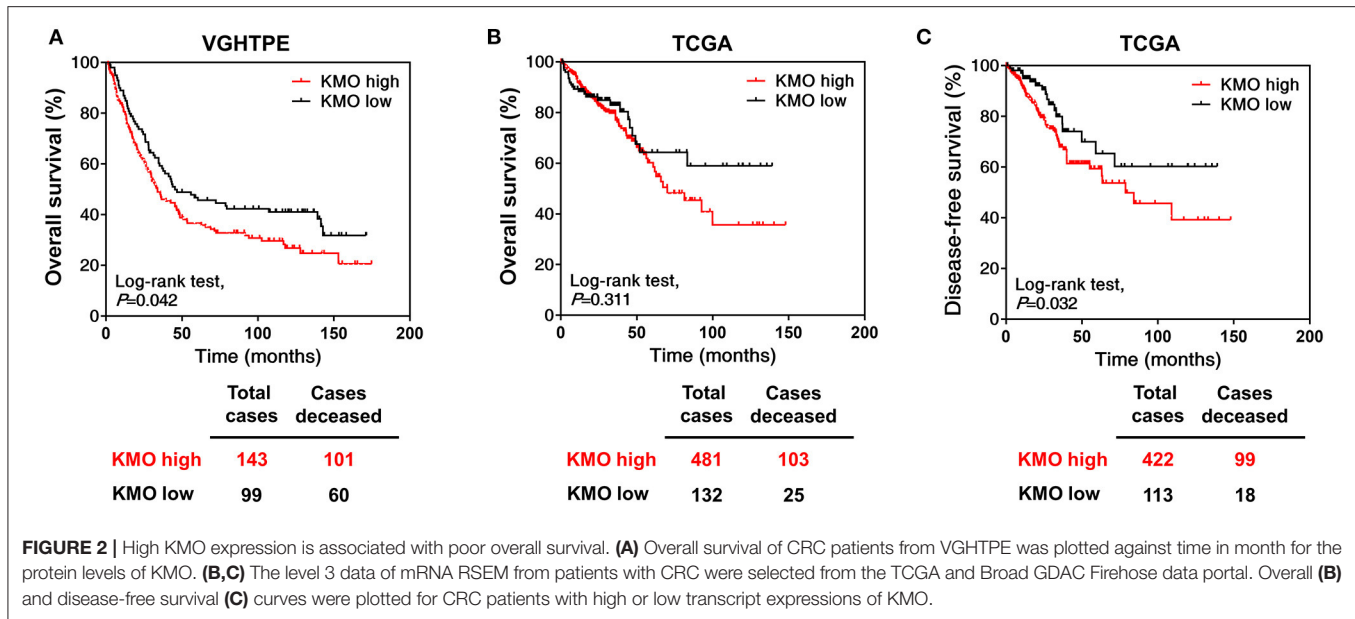 A
VGHTPE
Overall survival (%)
100
80
60
40
20
0
KMO high
KMO low
Log-rank test,
P=0.042
0 50 100 150 200
Time (months)
Total cases
Cases deceased
KMO high 143 101
KMO low 99 60
B
TCGA
Overall survival (%)
100
80
60
40
20
0
KMO high
KMO low
Log-rank test,
P=0.311
0 50 100 150 200
Time (months)
Total cases
Cases deceased
KMO high 481 103
KMO low 132 25
C
TCGA
Disease-free survival (%)
100
80
60
40
20
0
KMO high
KMO low
Log-rank test,
P=0.032
0 50 100 150 200
Time (months)
Total cases
Cases deceased
KMO high 422 99
KMO low 113 18
FIGURE 2 | High KMO expression is associated with poor overall survival. (A) Overall survival of CRC patients from VGHTPE was plotted against time in month for the
protein levels of KMO. (B,C) The level 3 data of mRNA RSEM from patients with CRC were selected from the TCGA and Broad GDAC Firehose data portal. Overall (B)
and disease-free survival (C) curves were plotted for CRC patients with high or low transcript expressions of KMO.